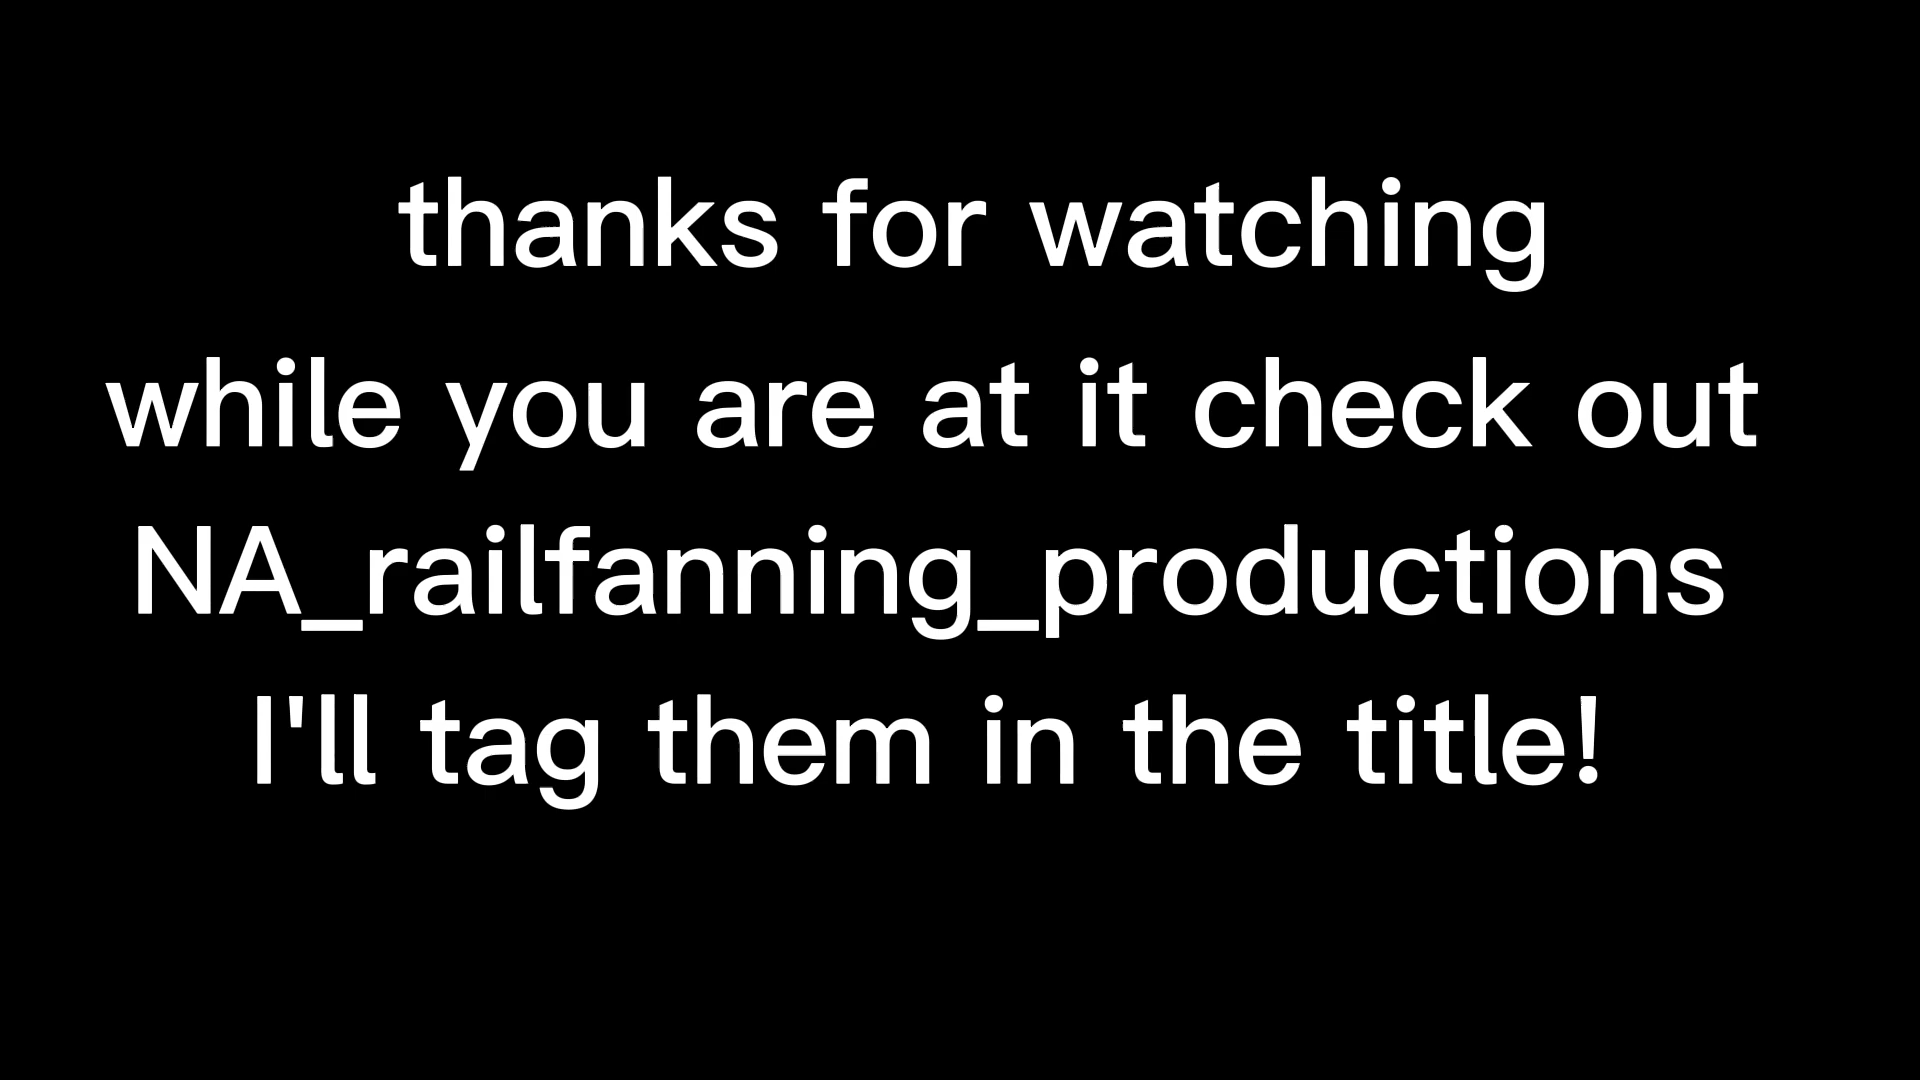 thanks for watching
while you are at it check out
NA_railfanning_productions
I'll tag them in the title!